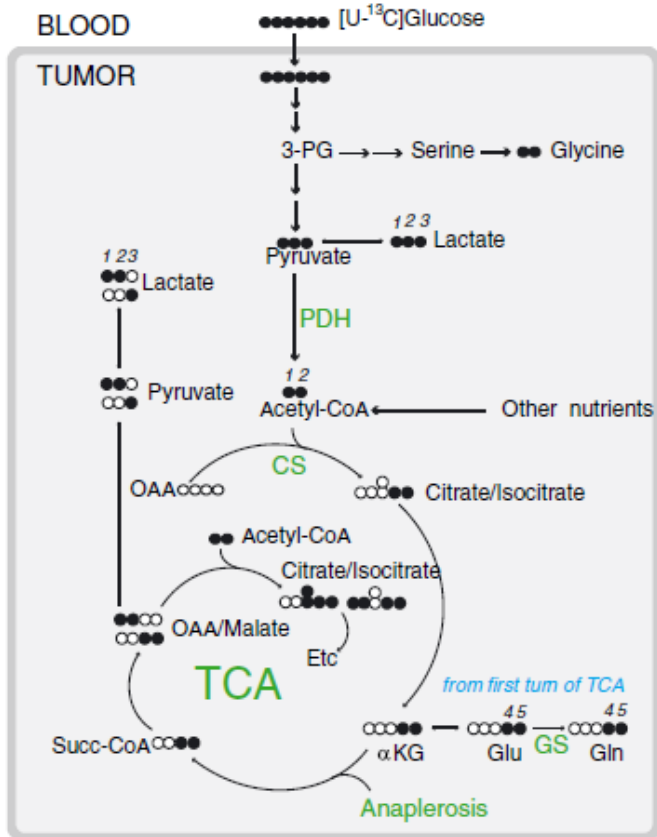 BLOOD
[U-¹³C]Glucose
TUMOR
3-PG
Serine
Glycine
1 2 3
Pyruvate
Lactate
1 23
Lactate
PDH
Pyruvate
1 2
Acetyl-CoA
Other nutrients
CS
OAA
Citrate/Isocitrate
Acetyl-CoA
Citrate/Isocitrate
OAA/Malate
Etc
TCA
from first turn of TCA
4 5
4 5
Succ-CoA
αKG
Glu
GS
Gln
Anaplerosis